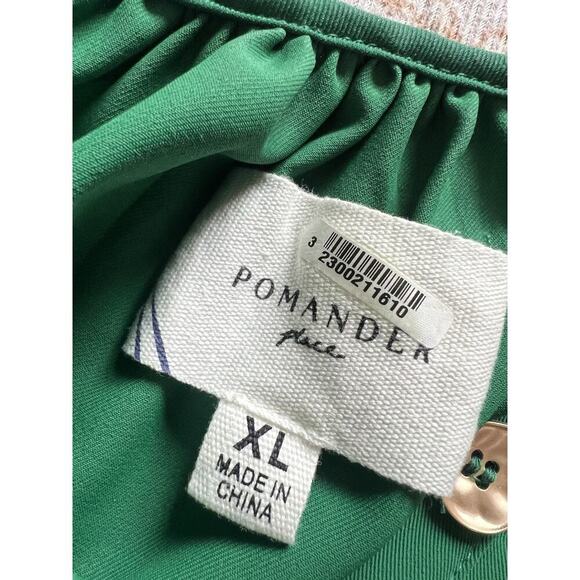 3
2300211610
POMANDER
place
XL
MADE IN
CHINA